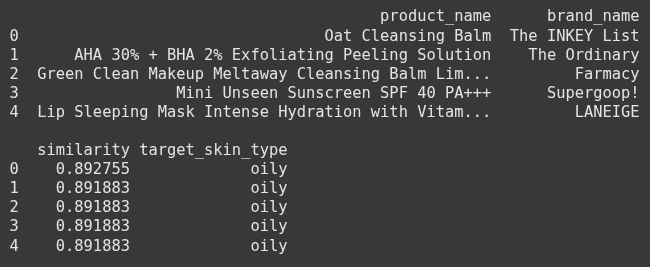 product_name brand_name
0 Oat Cleansing Balm The INKEY List
1 AHA 30% + BHA 2% Exfoliating Peeling Solution The Ordinary
2 Green Clean Makeup Meltaway Cleansing Balm Lim... Farmacy
3 Mini Unseen Sunscreen SPF 40 PA+++ Supergoop!
4 Lip Sleeping Mask Intense Hydration with Vitam... LANEIGE
similarity target_skin_type
0 0.892755 oily
1 0.891883 oily
2 0.891883 oily
3 0.891883 oily
4 0.891883 oily